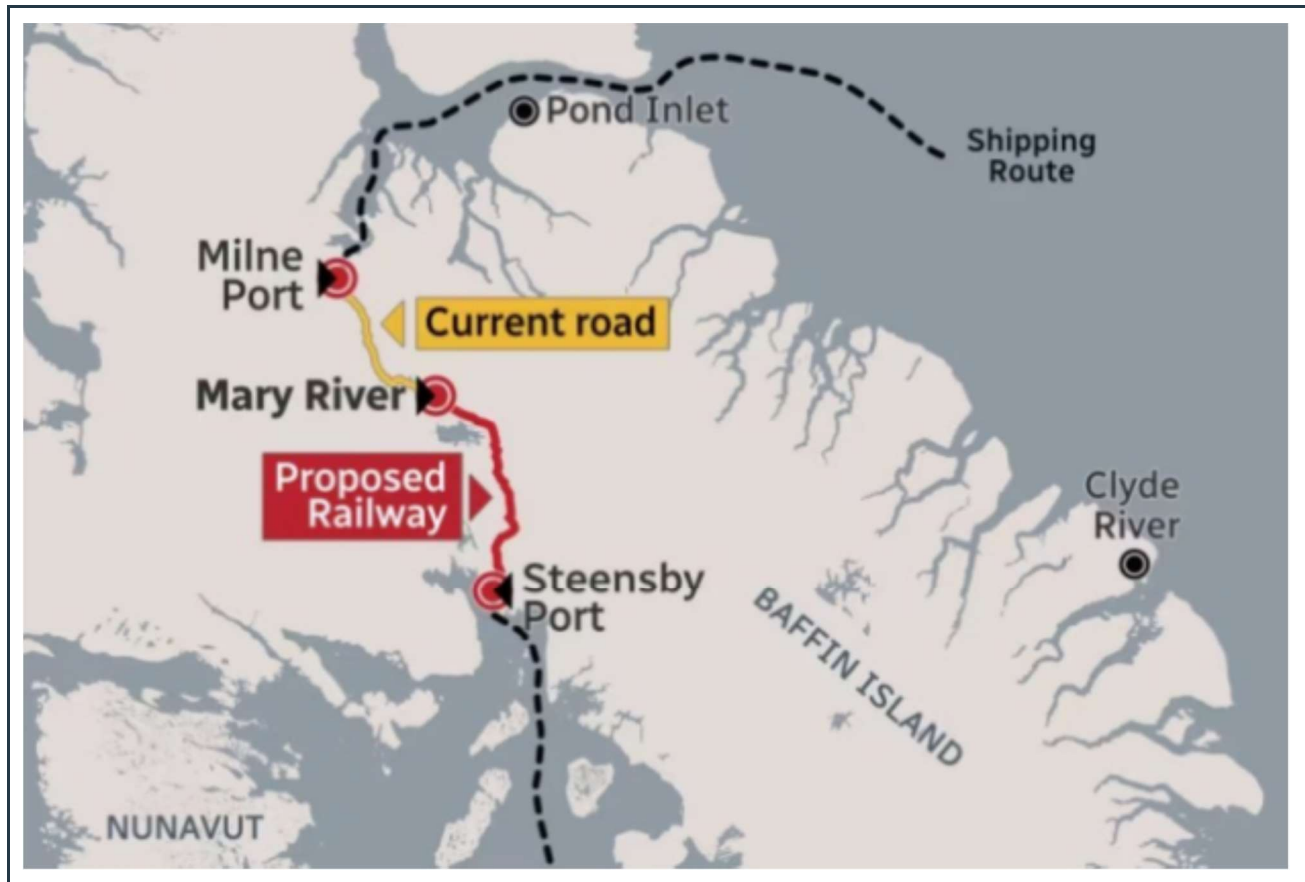 Pond Inlet
Shipping
Route
Milne
Port
Current road
Mary River
Proposed
Railway
Clyde
River
Steensby
Port
BAFFIN ISLAND
NUNAVUT